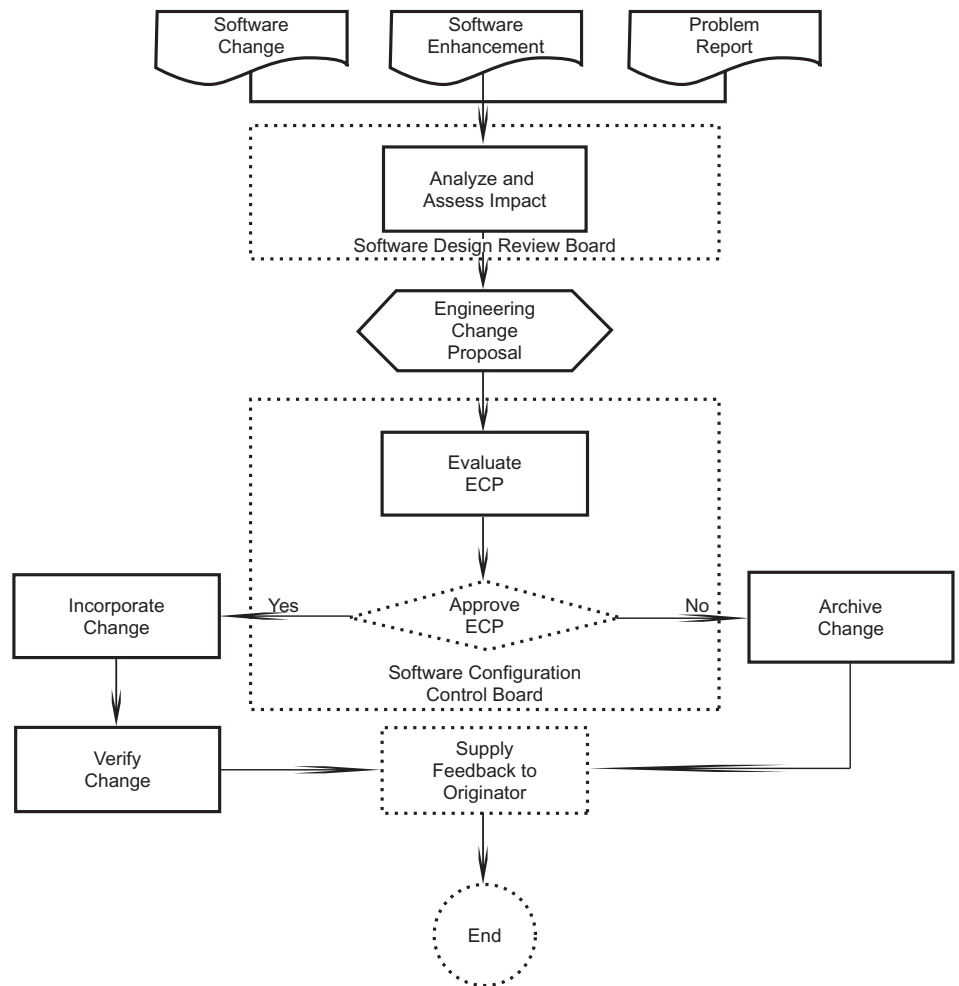 Software
Change
Software
Enhancement
Problem
Report
Analyze and
Assess Impact
Software Design Review Board
Engineering
Change
Proposal
Evaluate
ECP
Incorporate
Change
Yes
Approve
ECP
No
Archive
Change
Software Configuration
Control Board
Verify
Change
Supply
Feedback to
Originator
End